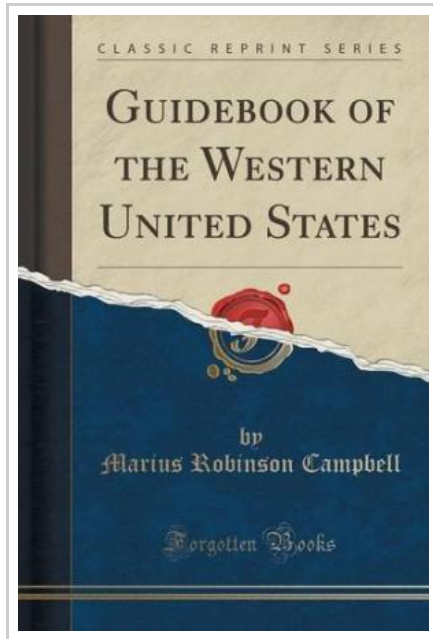 CLASSIC REPRINT SERIES
GUIDEBOOK OF
THE WESTERN
UNITED STATES
by
Marius Robinson Campbell
Forgotten Books